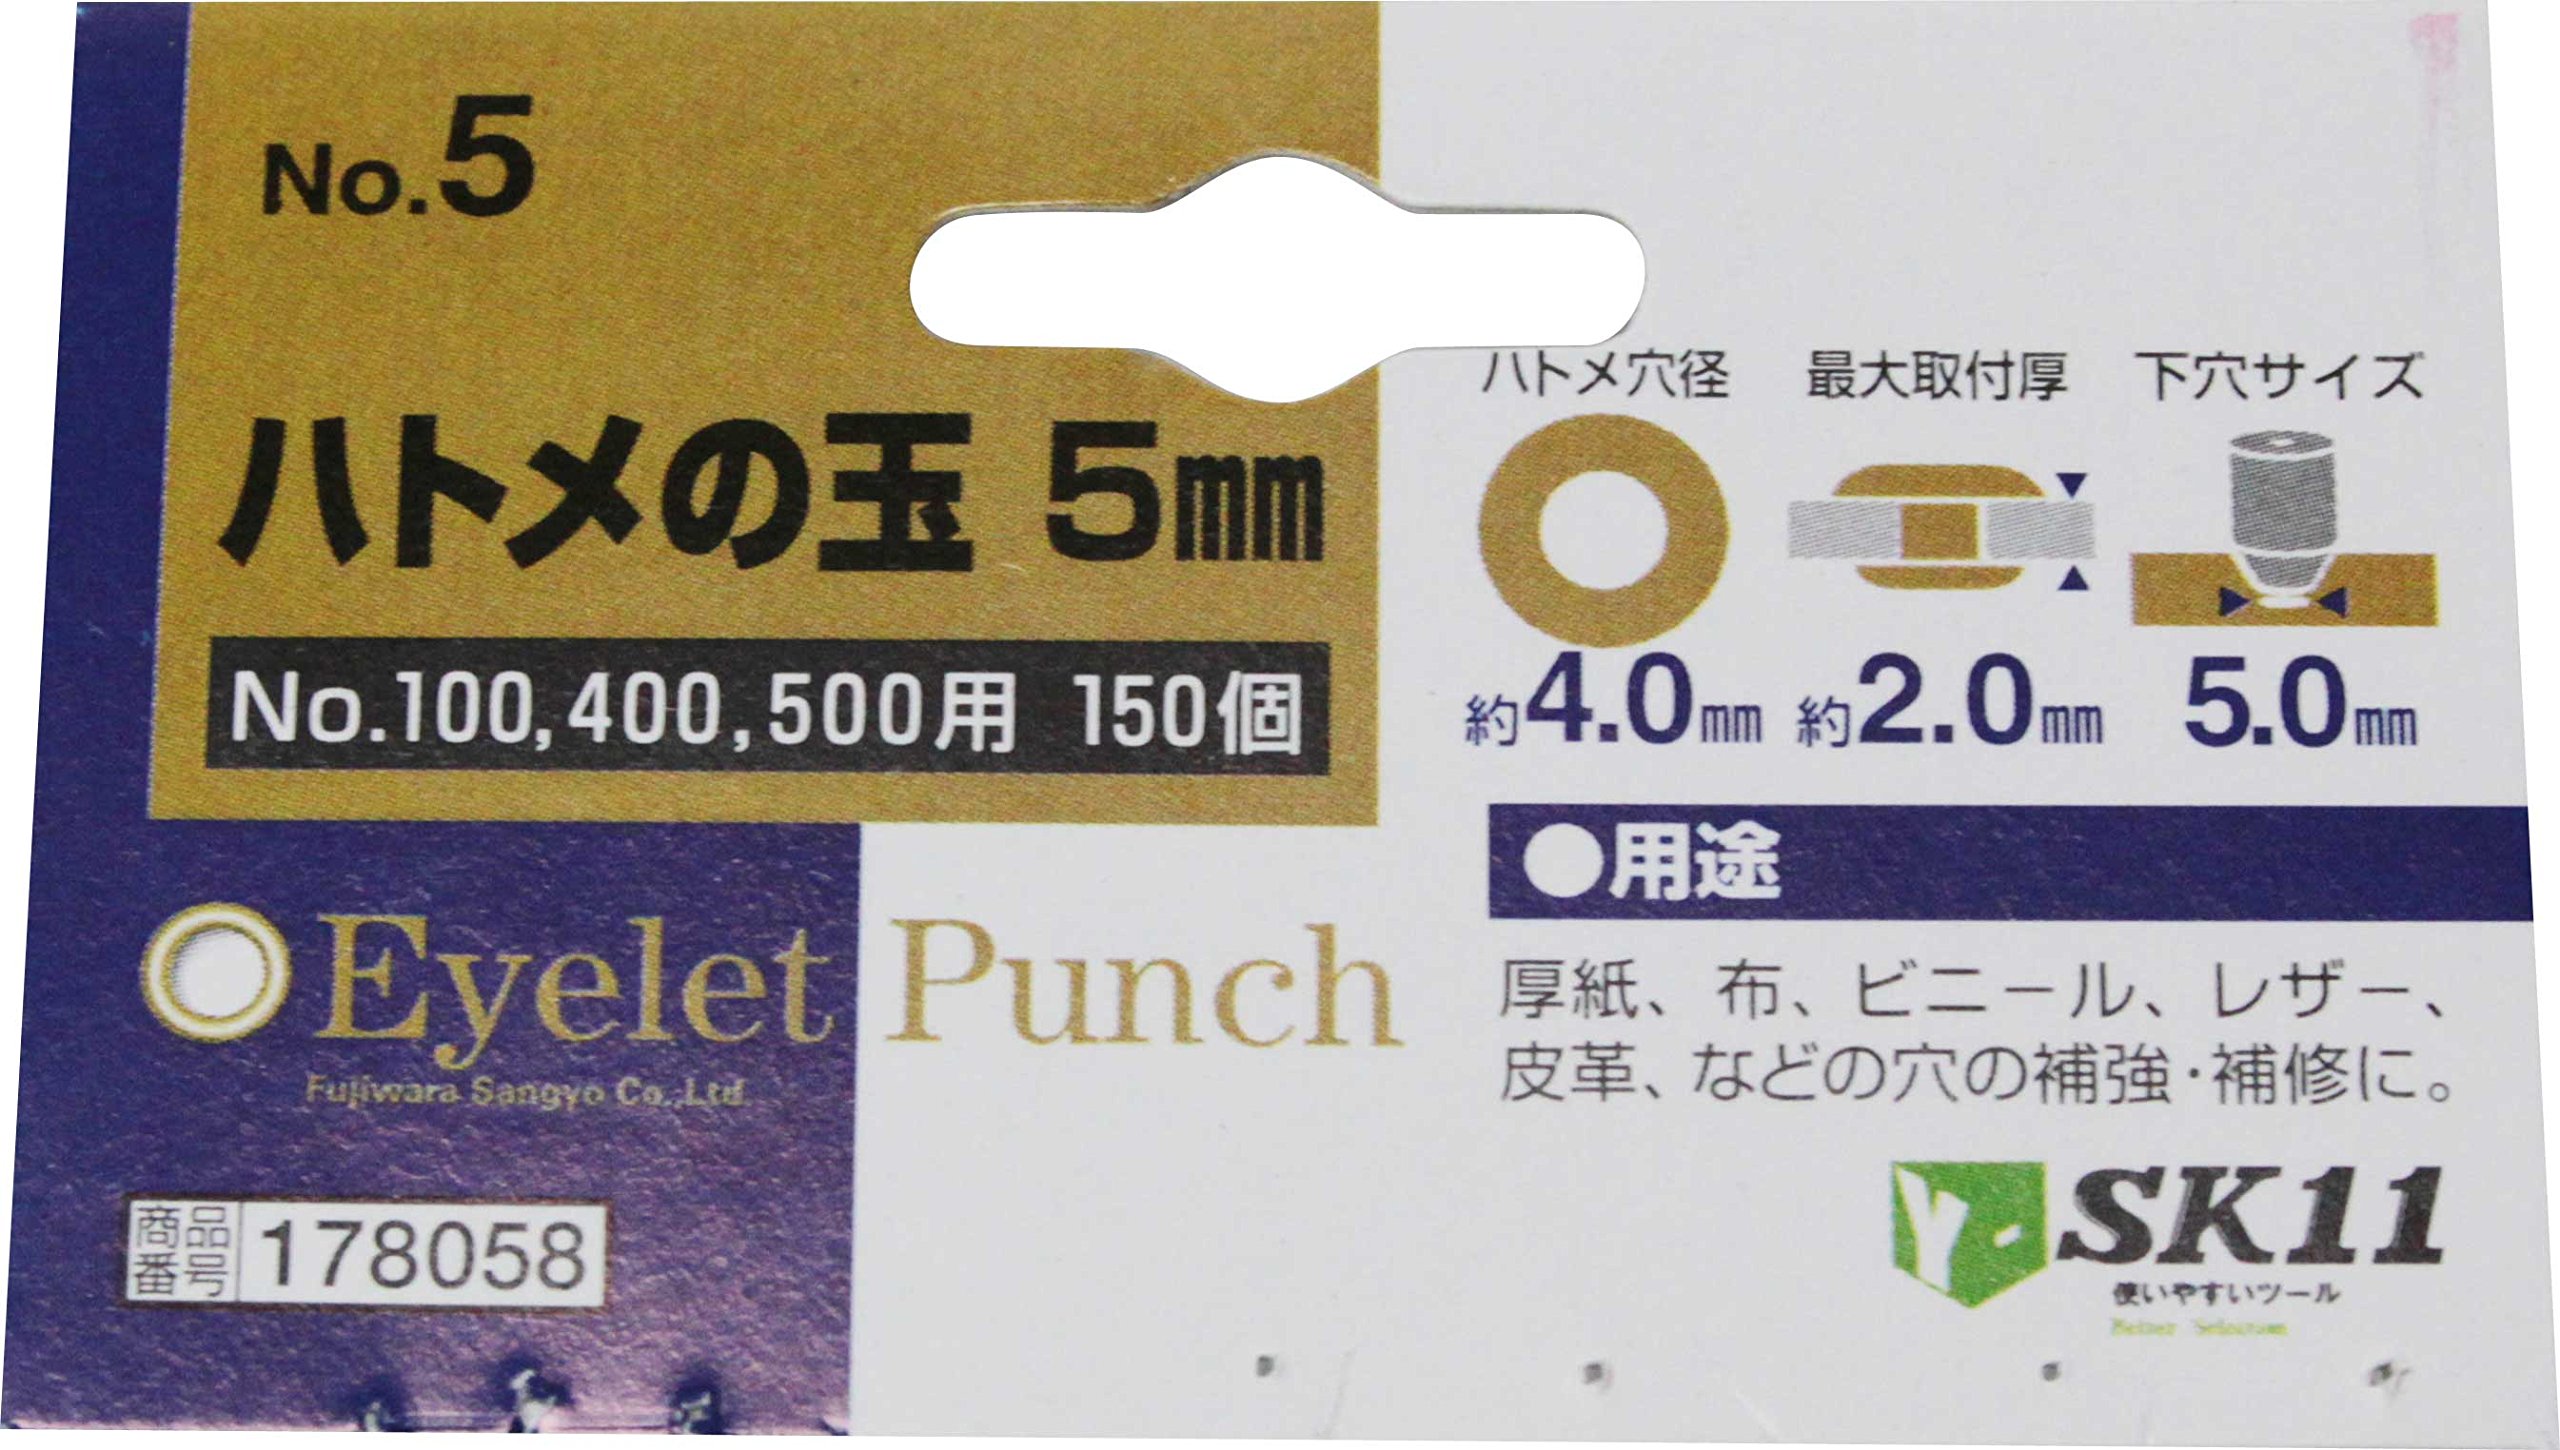 No.5
ハトメの玉 5mm
No.100,400,500用 150個
Eyelet Punch
Fujiwara Sangyo Co.,Ltd.
商品番号 178058
ハトメ穴径 最大取付厚 下穴サイズ
約4.0mm 約2.0mm 5.0mm
●用途
厚紙、布、ビニール、レザー、
皮革、などの穴の補強・補修に。
SK11
使いやすいツール
Better Selection